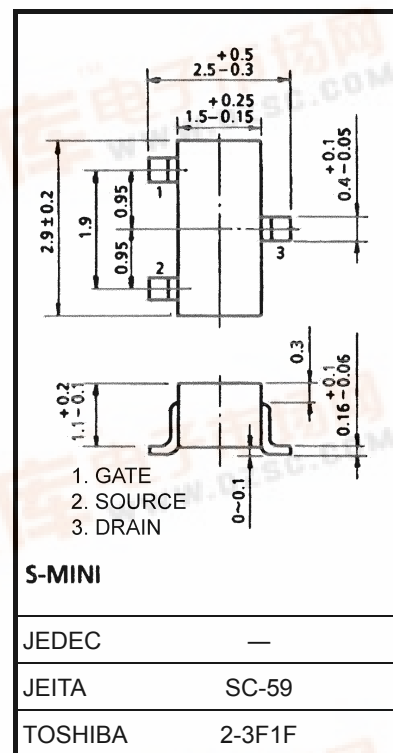 +0.5
2.5-0.3
+0.25
1.5-0.15
+0.1
0.4-0.05
2.9±0.2
1.9
0.95
0.95
1
2
3
+0.2
1.1-0.1
0.3
+0.1
0.16-0.06
0~0.1
1. GATE
2. SOURCE
3. DRAIN
S-MINI
JEDEC —
JEITA SC-59
TOSHIBA 2-3F1F